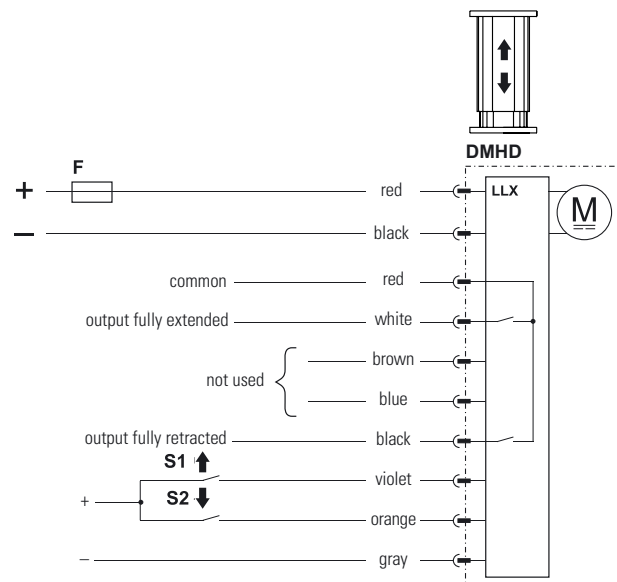 DMHD
F
+ red LLX M
− black
common red
output fully extended white
brown
not used
blue
output fully retracted black
S1 violet
+ S2
orange
− gray